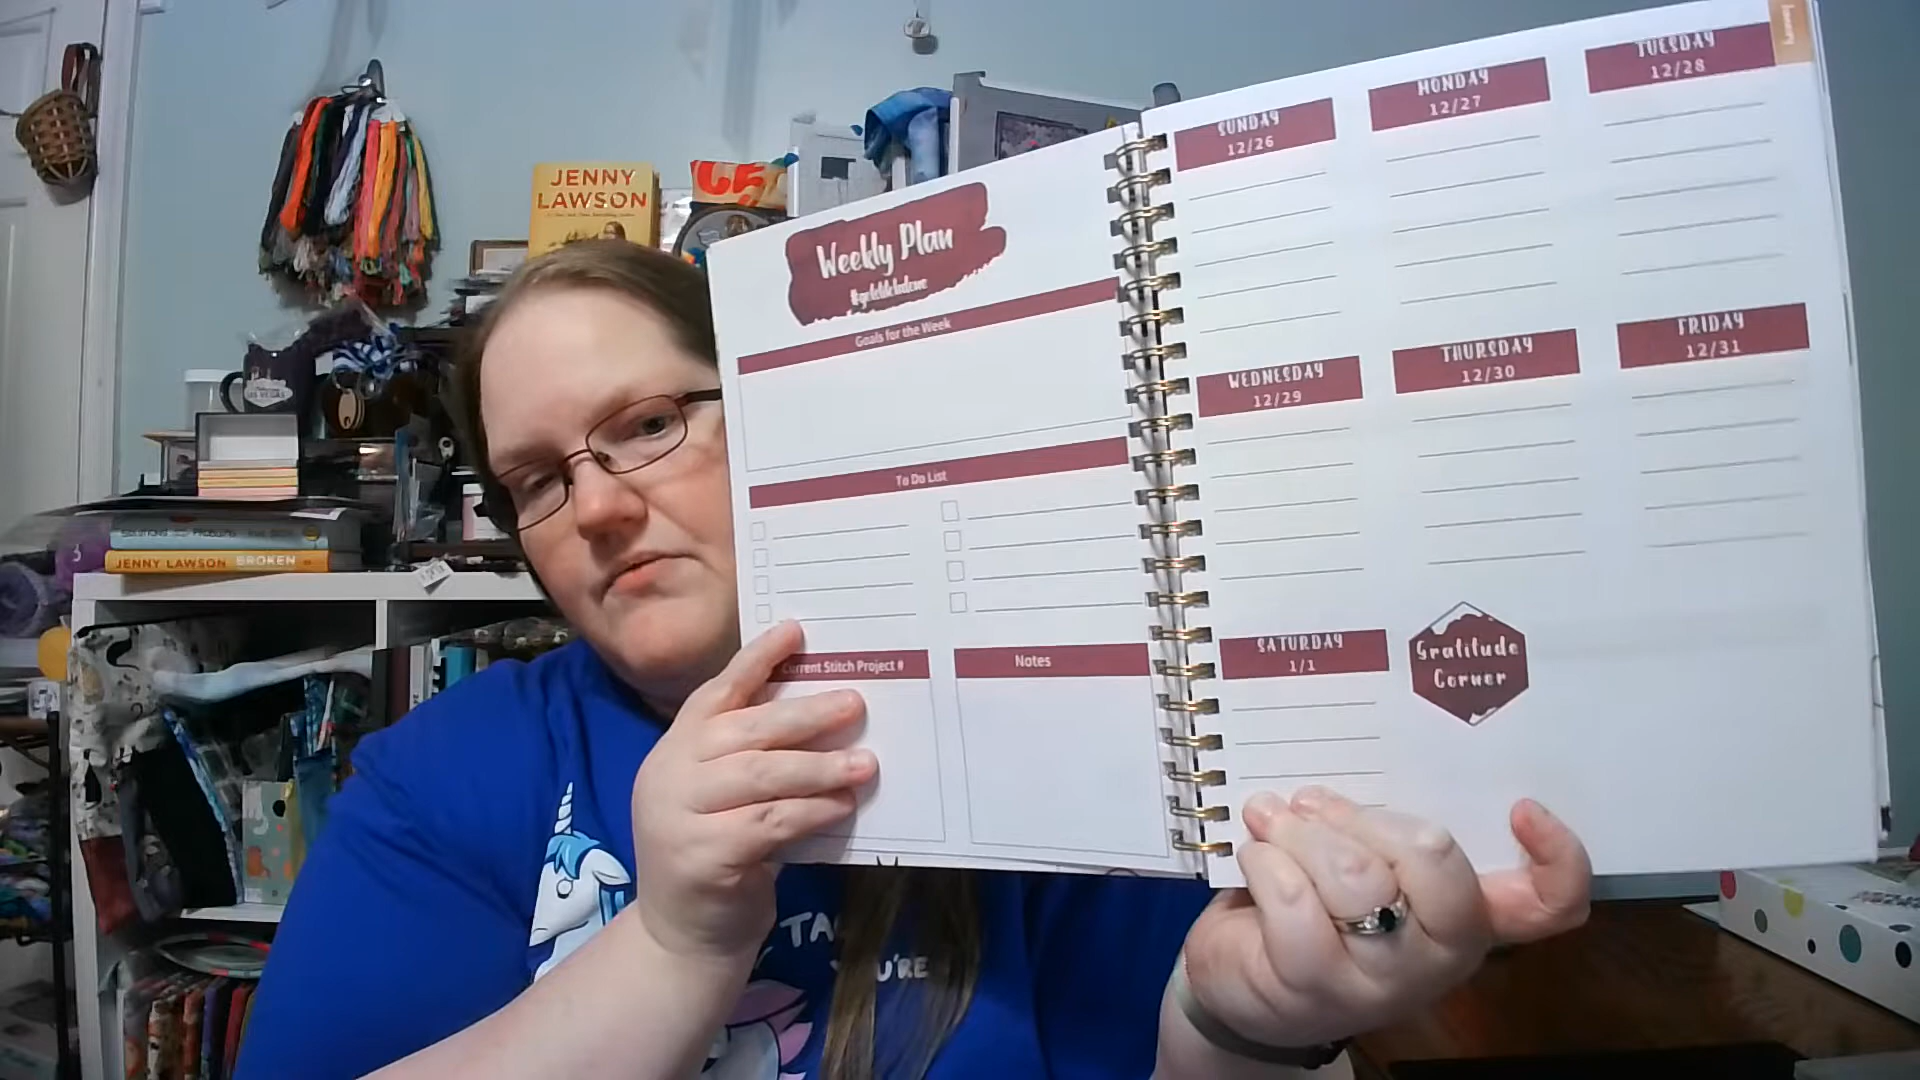 JENNY
LAWSON
JENNY LAWSON BROKEN
Weekly Plan
Goals for the Week
To Do List
Current Stitch Project #
Notes
SUNDAY
12/26
MONDAY
12/27
TUESDAY
12/28
January
WEDNESDAY
12/29
THURSDAY
12/30
FRIDAY
12/31
SATURDAY
1/1
Gratitude
Corner